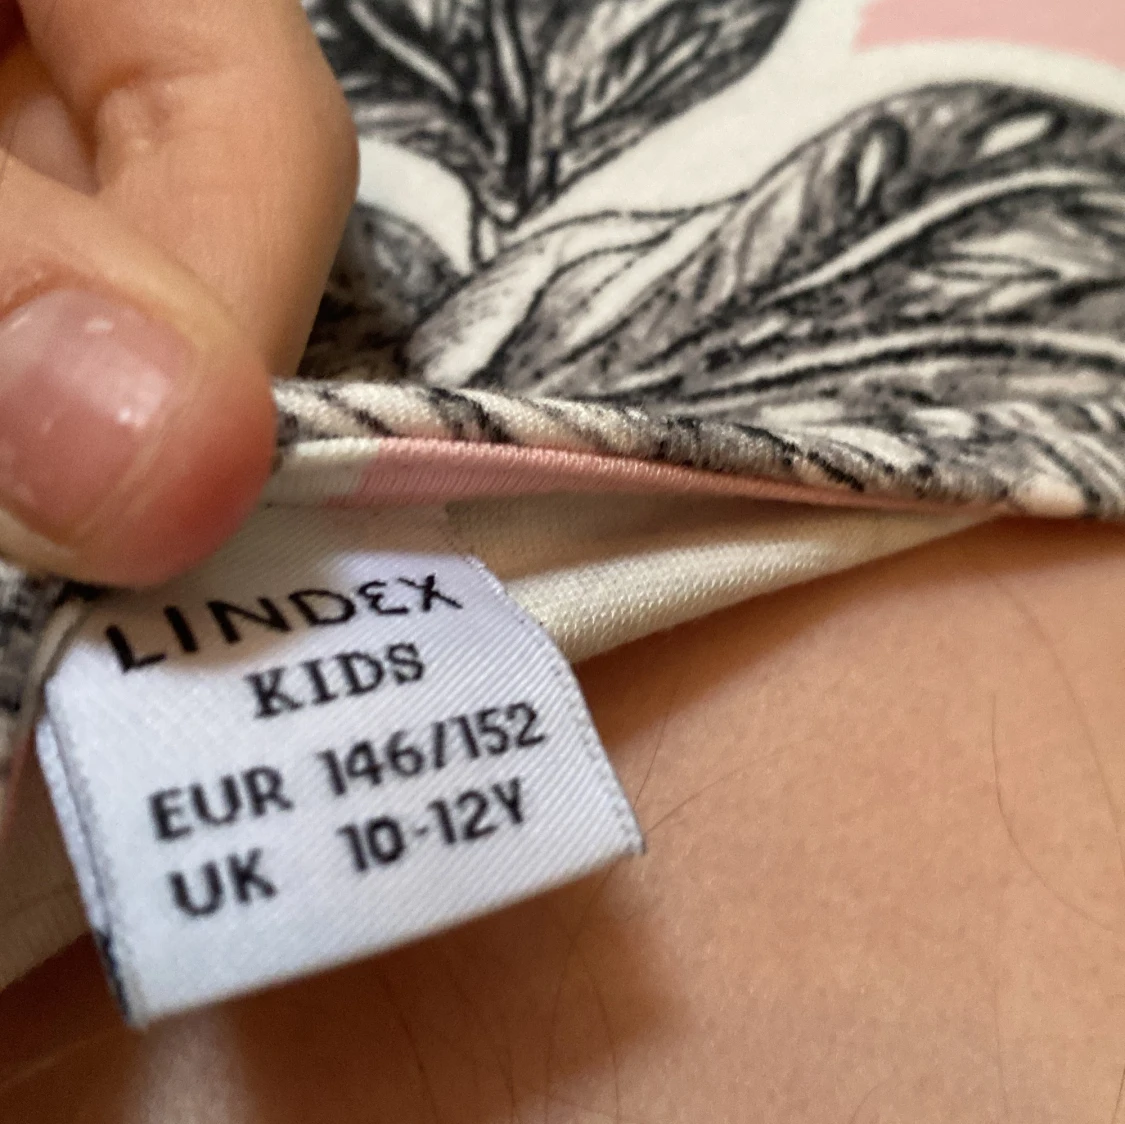 LINDEX
KIDS
EUR 146/152
UK 10-12Y